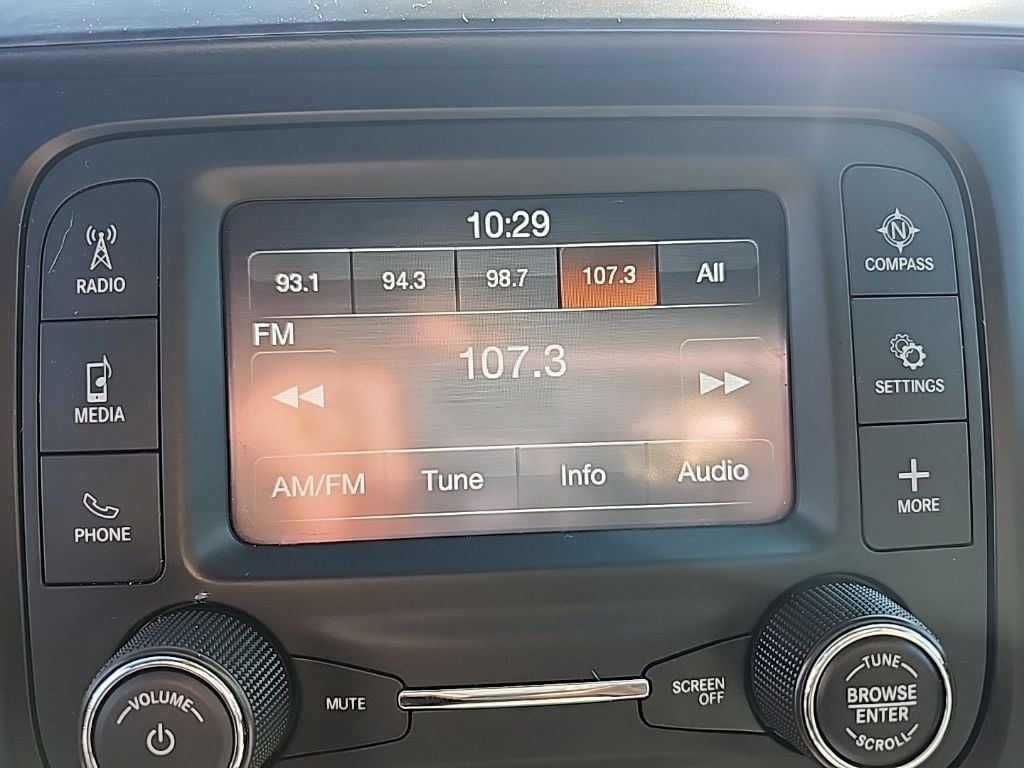 10:29
93.1 94.3 98.7 107.3 All
FM
107.3
AM/FM Tune Info Audio
RADIO
MEDIA
PHONE
N
COMPASS
SETTINGS
MORE
VOLUME
MUTE
SCREEN
OFF
TUNE
BROWSE
ENTER
SCROLL